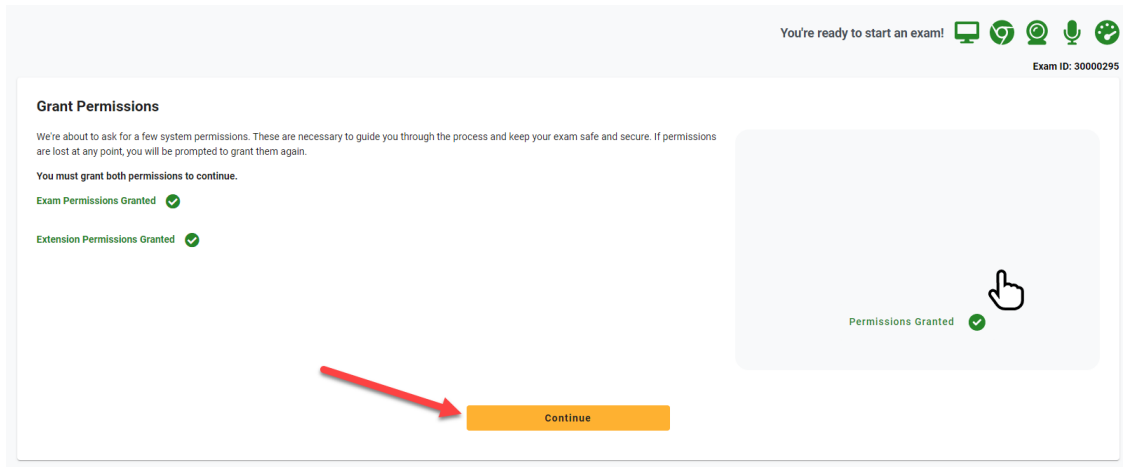 You're ready to start an exam!
Exam ID: 30000295
Grant Permissions
We're about to ask for a few system permissions. These are necessary to guide you through the process and keep your exam safe and secure. If permissions
are lost at any point, you will be prompted to grant them again.
You must grant both permissions to continue.
Exam Permissions Granted
Extension Permissions Granted
Permissions Granted
Continue